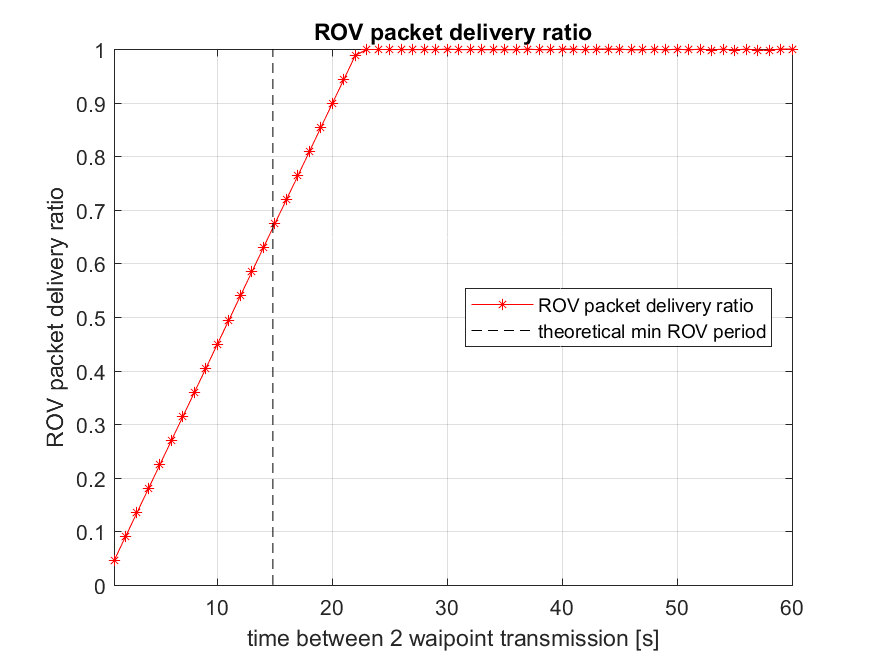 ROV packet delivery ratio
1
0.9
0.8
0.7
0.6
0.5
0.4
0.3
0.2
0.1
0
ROV packet delivery ratio
ROV packet delivery ratio
theoretical min ROV period
10 20 30 40 50 60
time between 2 waipoint transmission [s]